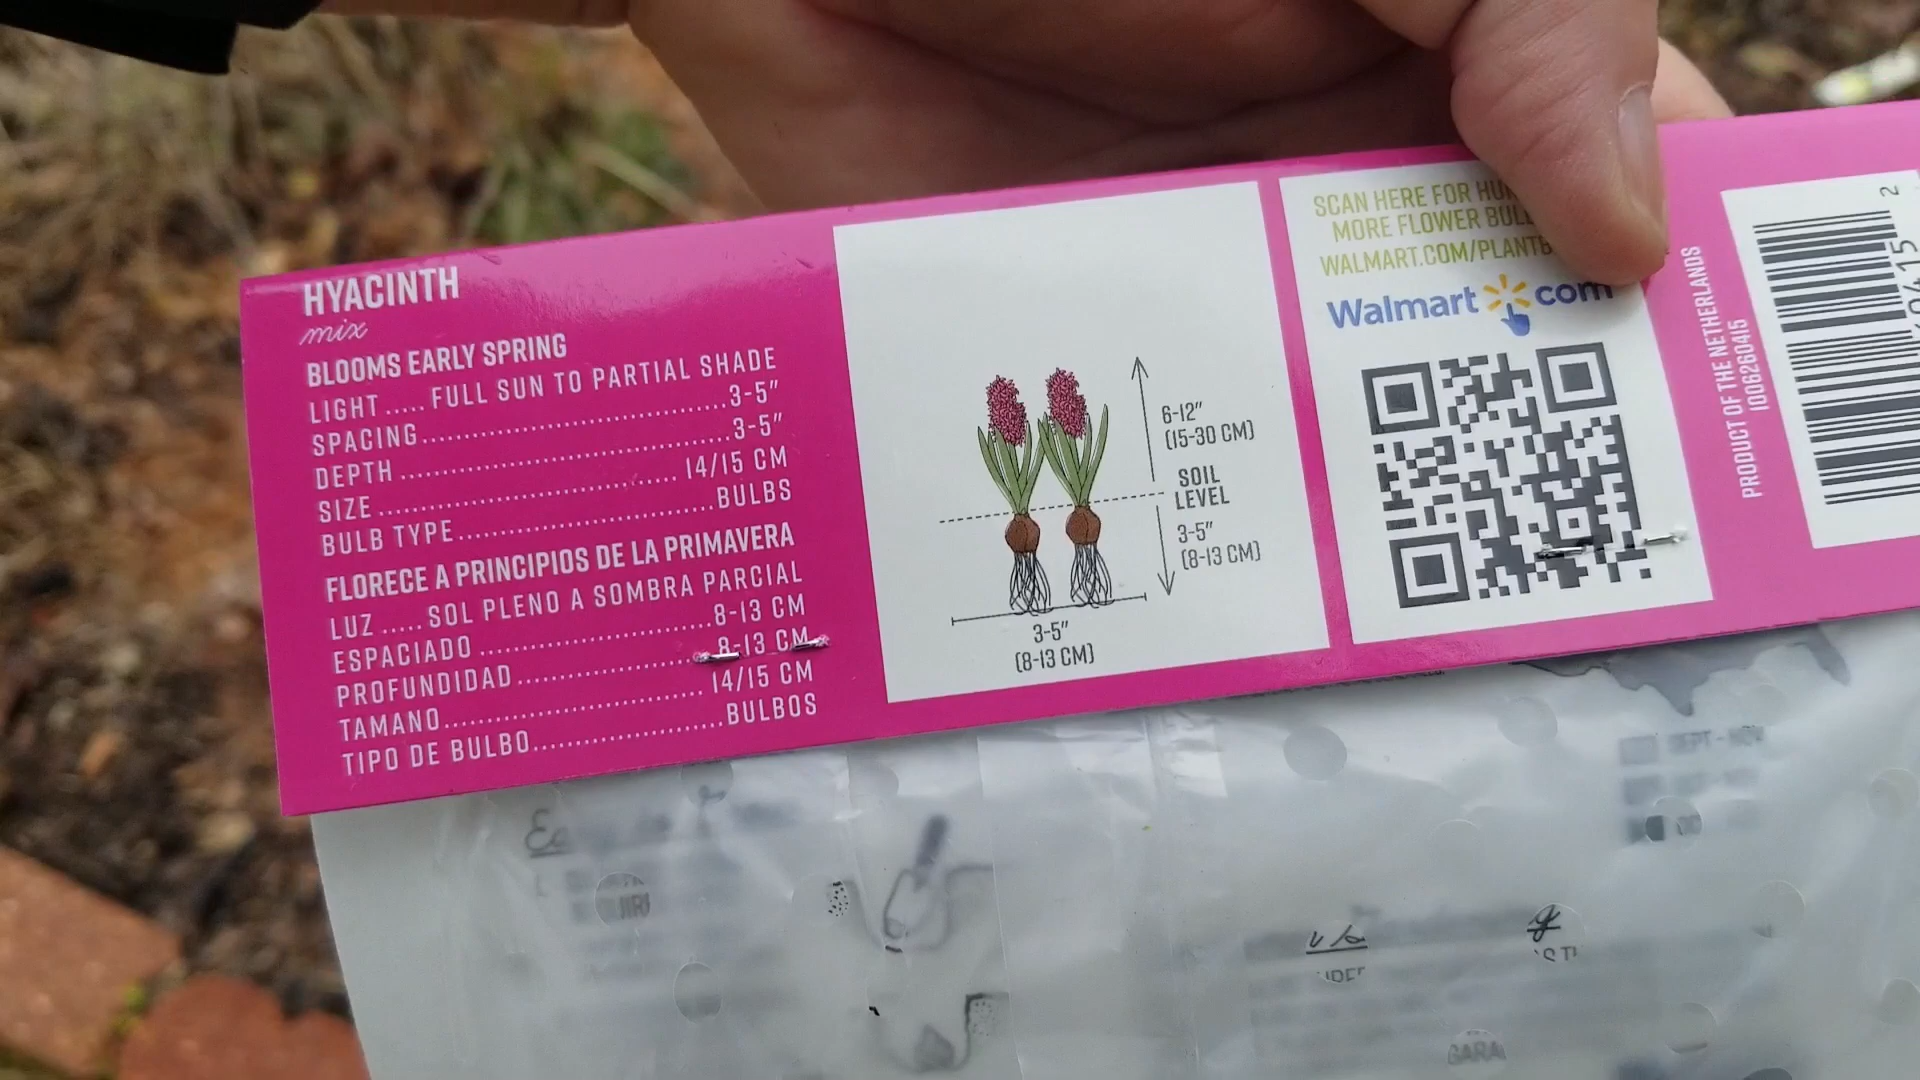 HYACINTH
mix
BLOOMS EARLY SPRING
LIGHT ..... FULL SUN TO PARTIAL SHADE
SPACING..............................3-5"
DEPTH ................................3-5"
SIZE ............................. 14/15 CM
BULB TYPE.........................BULBS
FLORECE A PRINCIPIOS DE LA PRIMAVERA
LUZ ..... SOL PLENO A SOMBRA PARCIAL
ESPACIADO .......................8-13 CM
PROFUNDIDAD ....................8-13 CM
TAMANO.......................... 14/15 CM
TIPO DE BULBO...................BULBOS
6-12"
(15-30 CM)
SOIL
LEVEL
3-5"
(8-13 CM)
3-5"
(8-13 CM)
SCAN HERE FOR
MORE FLOWER
WALMART.COM/
Walmart com
PRODUCT OF THE NETHERLANDS
1006260415
2
SEPT - NOV